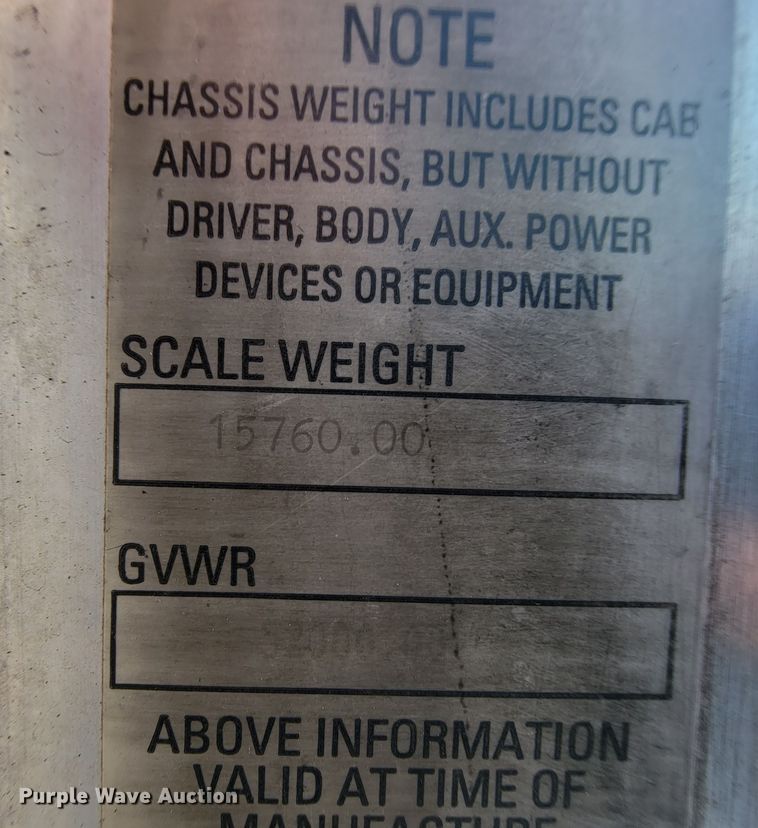 NOTE
CHASSIS WEIGHT INCLUDES CAB
AND CHASSIS, BUT WITHOUT
DRIVER, BODY, AUX. POWER
DEVICES OR EQUIPMENT
SCALE WEIGHT
15760.00
GVWR
ABOVE INFORMATION
VALID AT TIME OF
MANUFACTURE
Purple Wave Auction